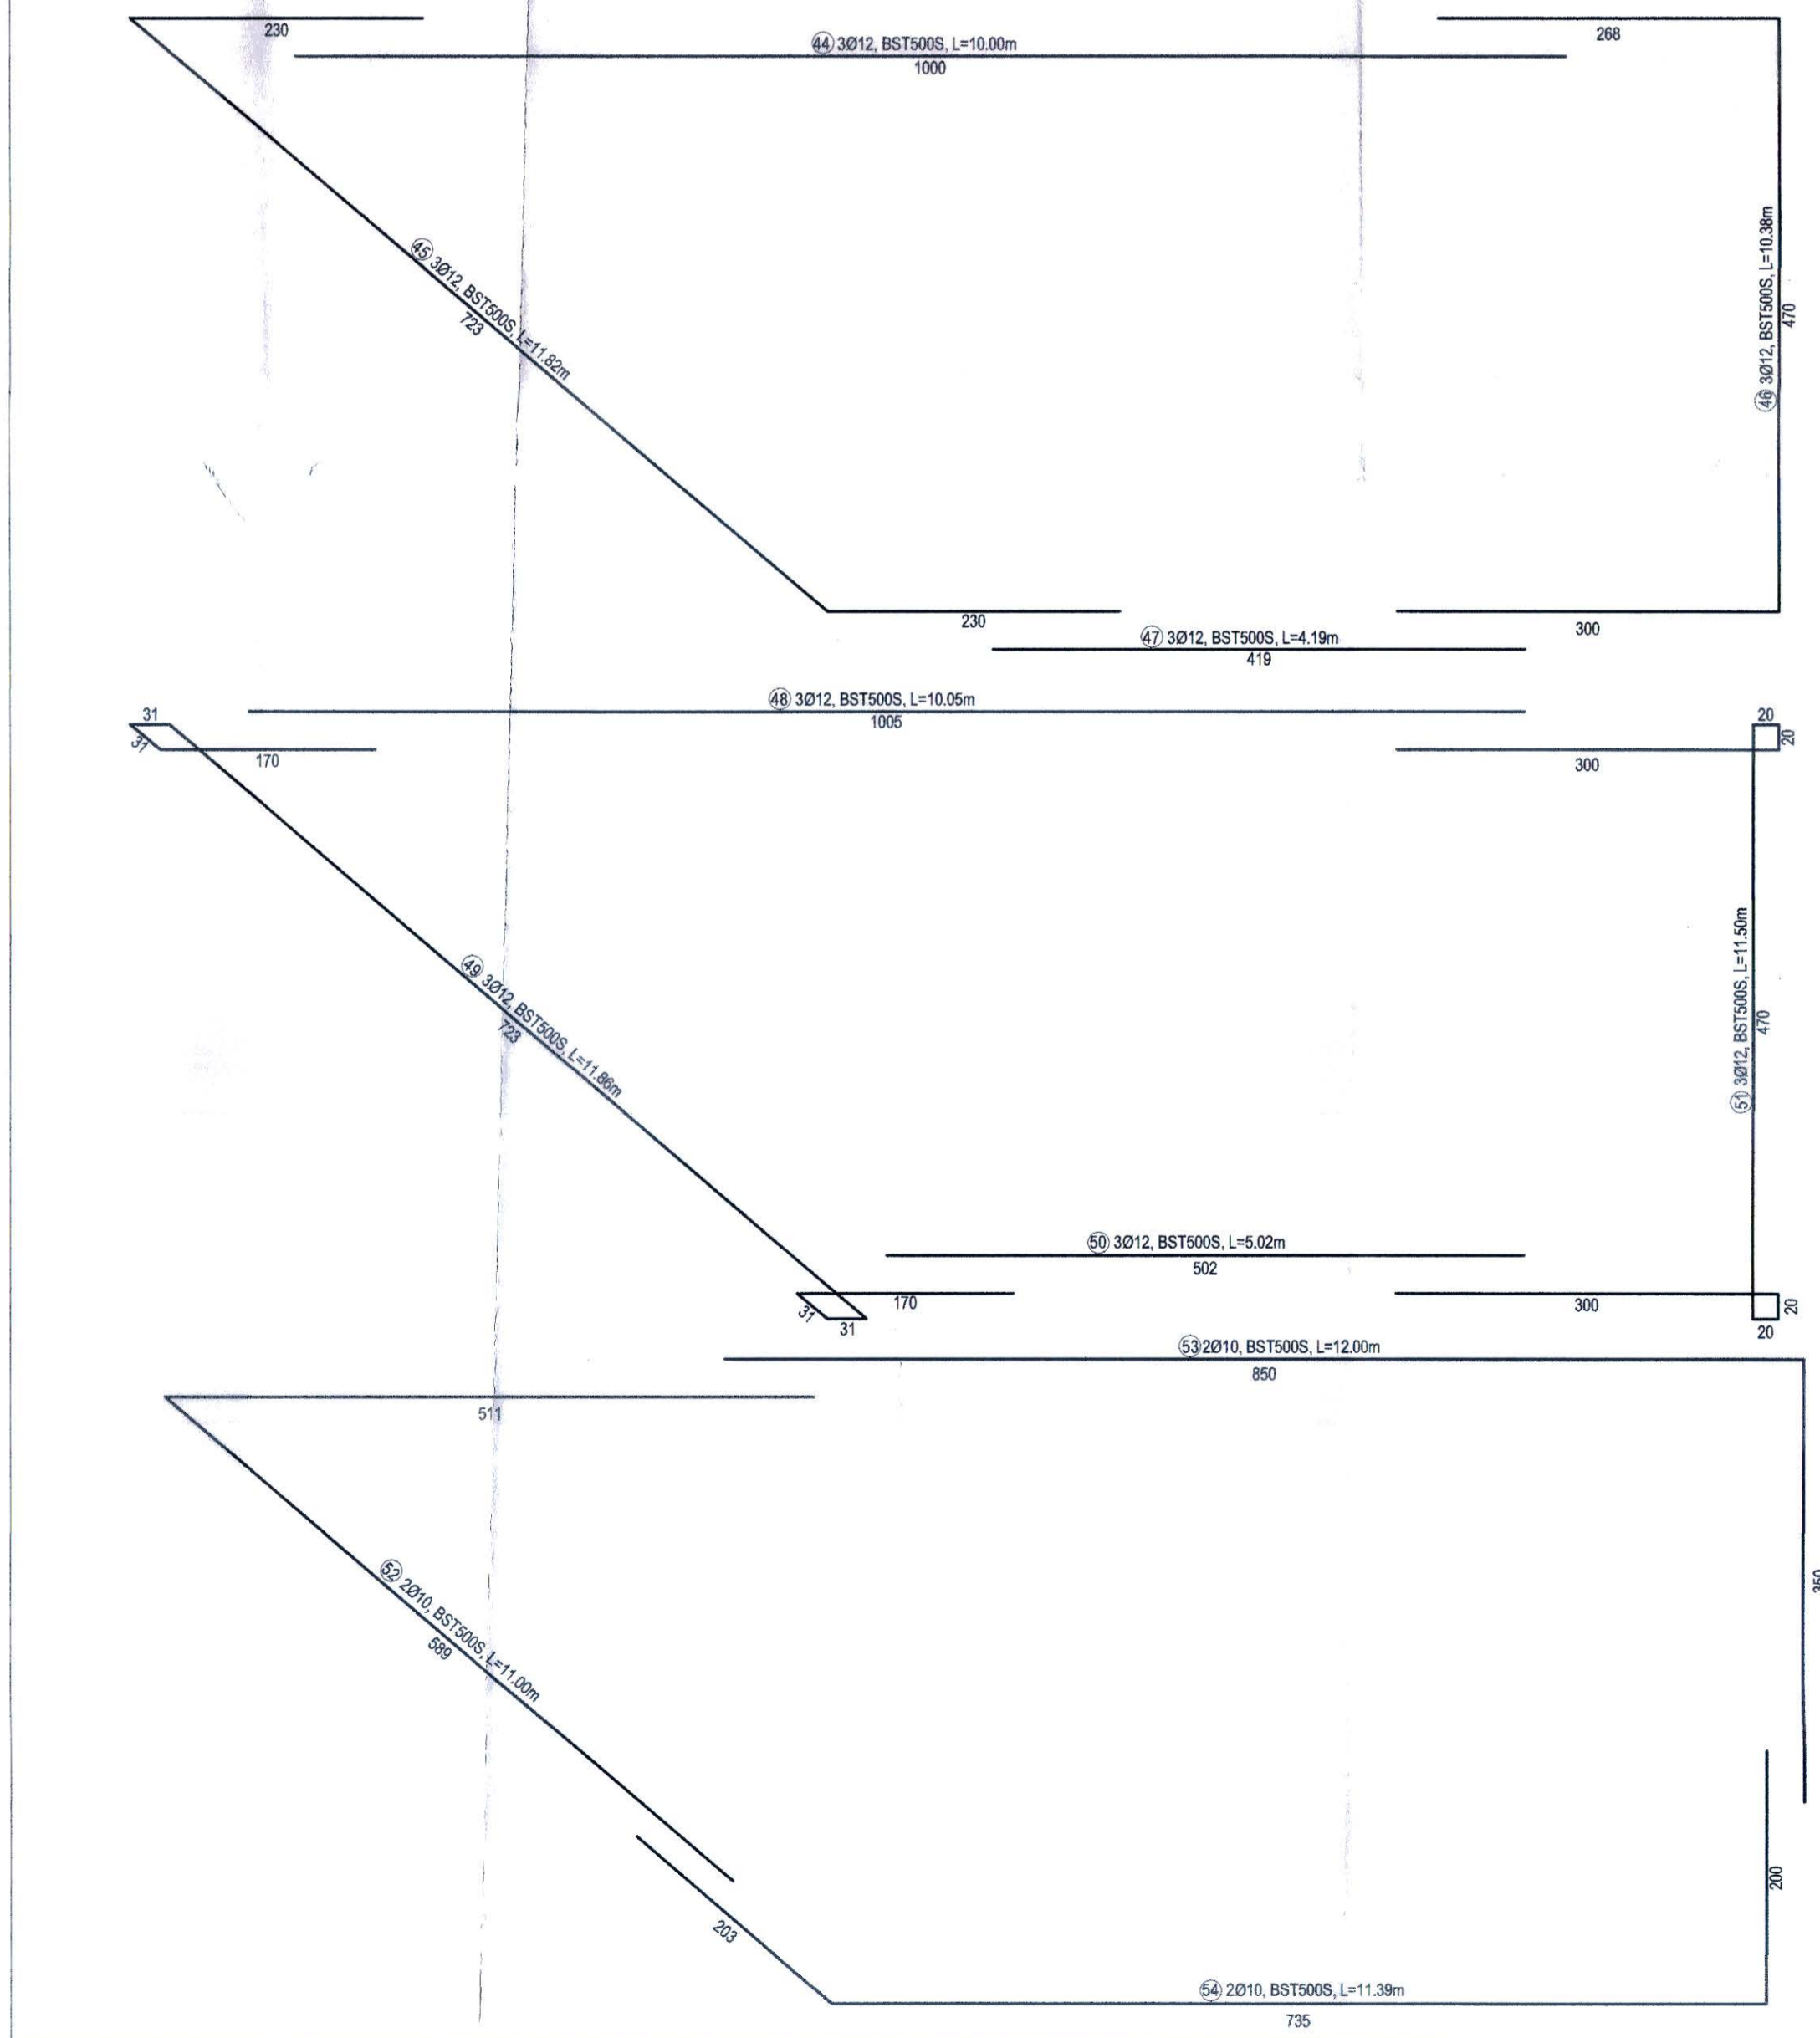 230
268
44 3Ø12, BST500S, L=10.00m
1000
45 3Ø12, BST500S, L=11.82m
723
46 3Ø12, BST500S, L=10.38m
470
230
300
47 3Ø12, BST500S, L=4.19m
419
48 3Ø12, BST500S, L=10.05m
1005
31
31
170
20
20
300
49 3Ø12, BST500S, L=11.86m
723
51 3Ø12, BST500S, L=11.50m
470
50 3Ø12, BST500S, L=5.02m
502
170
31
31
300
20
20
53 2Ø10, BST500S, L=12.00m
850
511
350
52 2Ø10, BST500S, L=11.00m
589
200
203
54 2Ø10, BST500S, L=11.39m
735